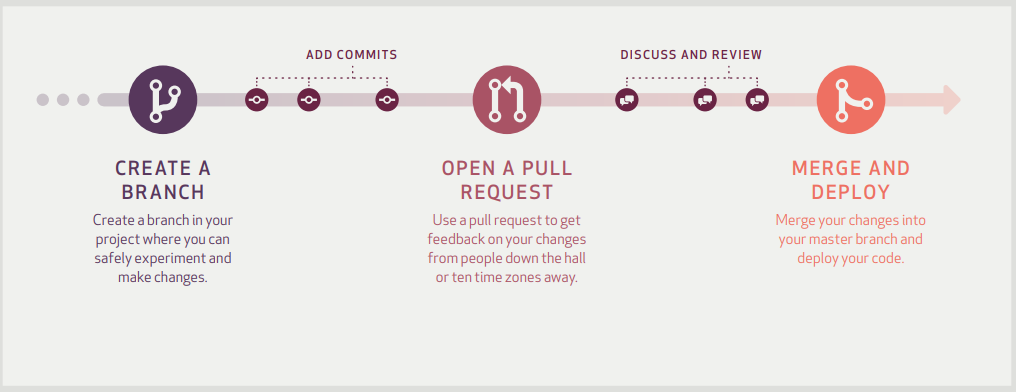 ADD COMMITS
DISCUSS AND REVIEW
CREATE A
BRANCH
Create a branch in your
project where you can
safely experiment and
make changes.
OPEN A PULL
REQUEST
Use a pull request to get
feedback on your changes
from people down the hall
or ten time zones away.
MERGE AND
DEPLOY
Merge your changes into
your master branch and
deploy your code.